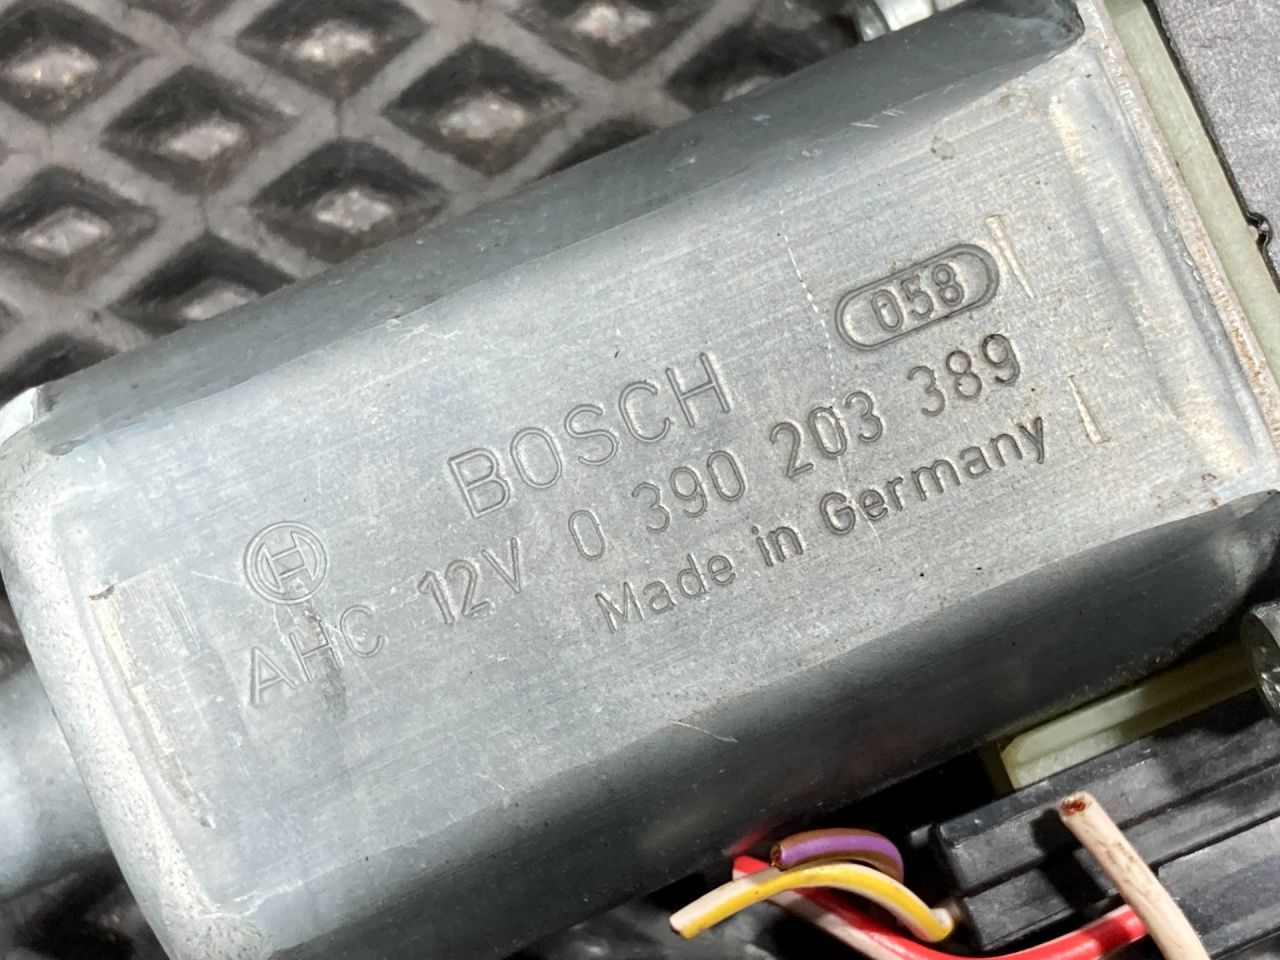 058
BOSCH
AHC 12V 0 390 203 389
Made in Germany